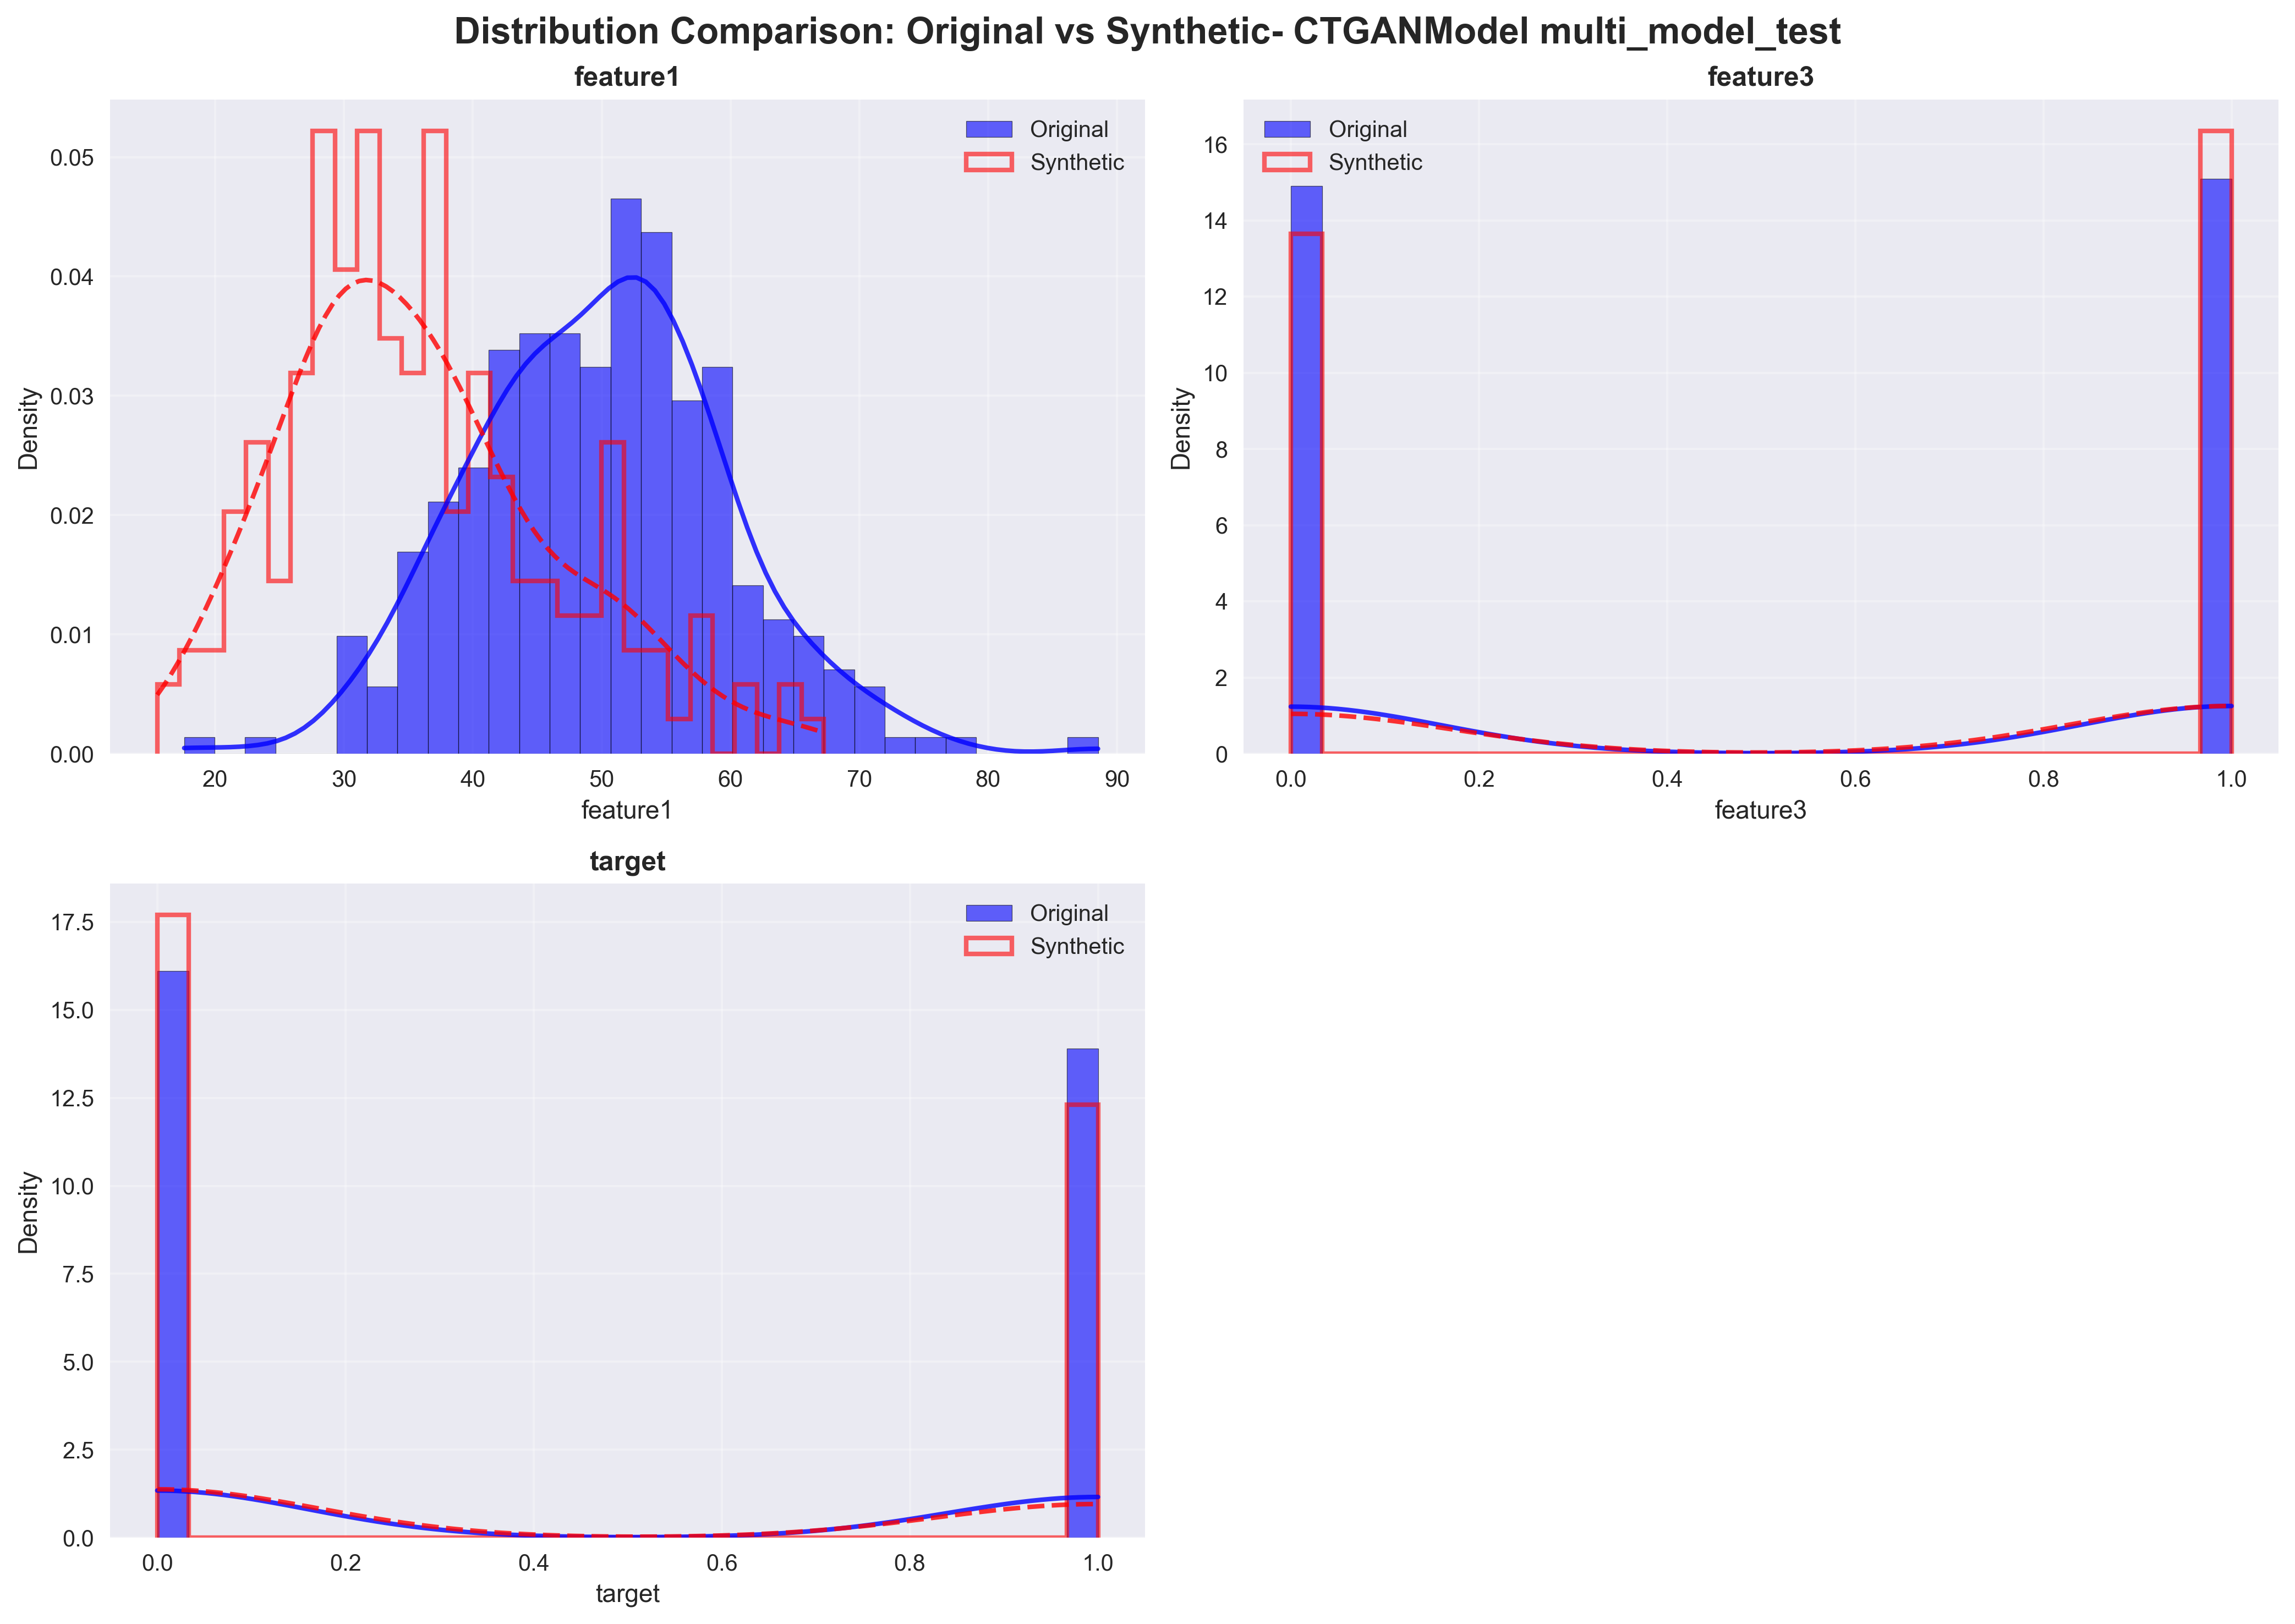 Distribution Comparison: Original vs Synthetic- CTGANModel multi_model_test
feature1
Original
Synthetic
0.05
0.04
0.03
0.02
0.01
0.00
Density
20 30 40 50 60 70 80 90
feature1
feature3
Original
Synthetic
16
14
12
10
8
6
4
2
0
Density
0.0 0.2 0.4 0.6 0.8 1.0
feature3
target
Original
Synthetic
17.5
15.0
12.5
10.0
7.5
5.0
2.5
0.0
Density
0.0 0.2 0.4 0.6 0.8 1.0
target